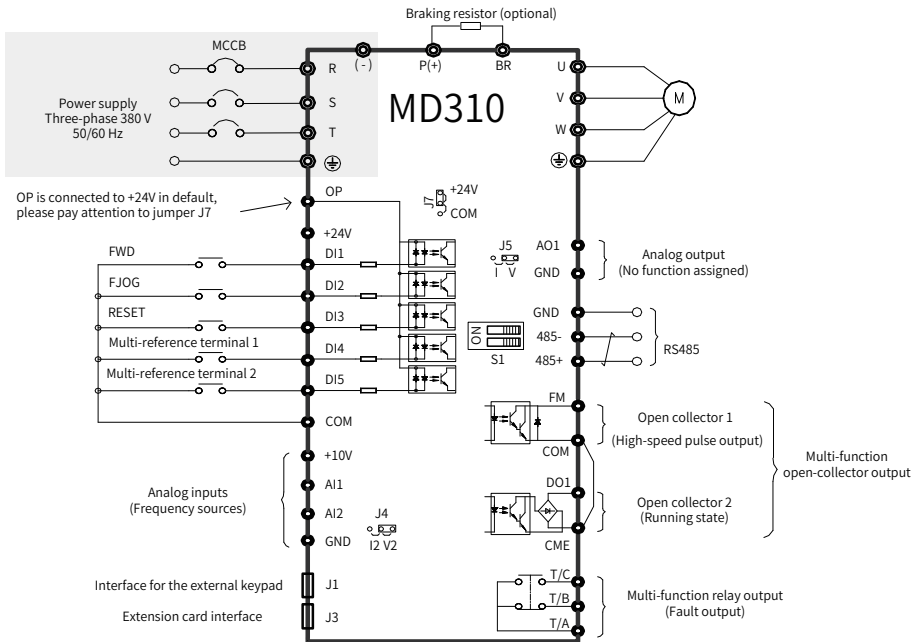 Braking resistor (optional)
MCCB
R
(-)
P(+)
BR
U
Power supply
Three-phase 380 V
50/60 Hz
S
T
MD310
V
W
M
OP is connected to +24V in default,
please pay attention to jumper J7
OP
J7
+24V
COM
+24V
FWD
DI1
FJOG
DI2
RESET
DI3
Multi-reference terminal 1
DI4
Multi-reference terminal 2
DI5
COM
J5
I V
AO1
GND
Analog output
(No function assigned)
ON
S1
GND
485-
485+
RS485
FM
COM
Open collector 1
(High-speed pulse output)
DO1
CME
Open collector 2
(Running state)
Multi-function
open-collector output
Analog inputs
(Frequency sources)
+10V
AI1
AI2
GND
J4
I2 V2
Interface for the external keypad
J1
Extension card interface
J3
T/C
T/B
T/A
Multi-function relay output
(Fault output)